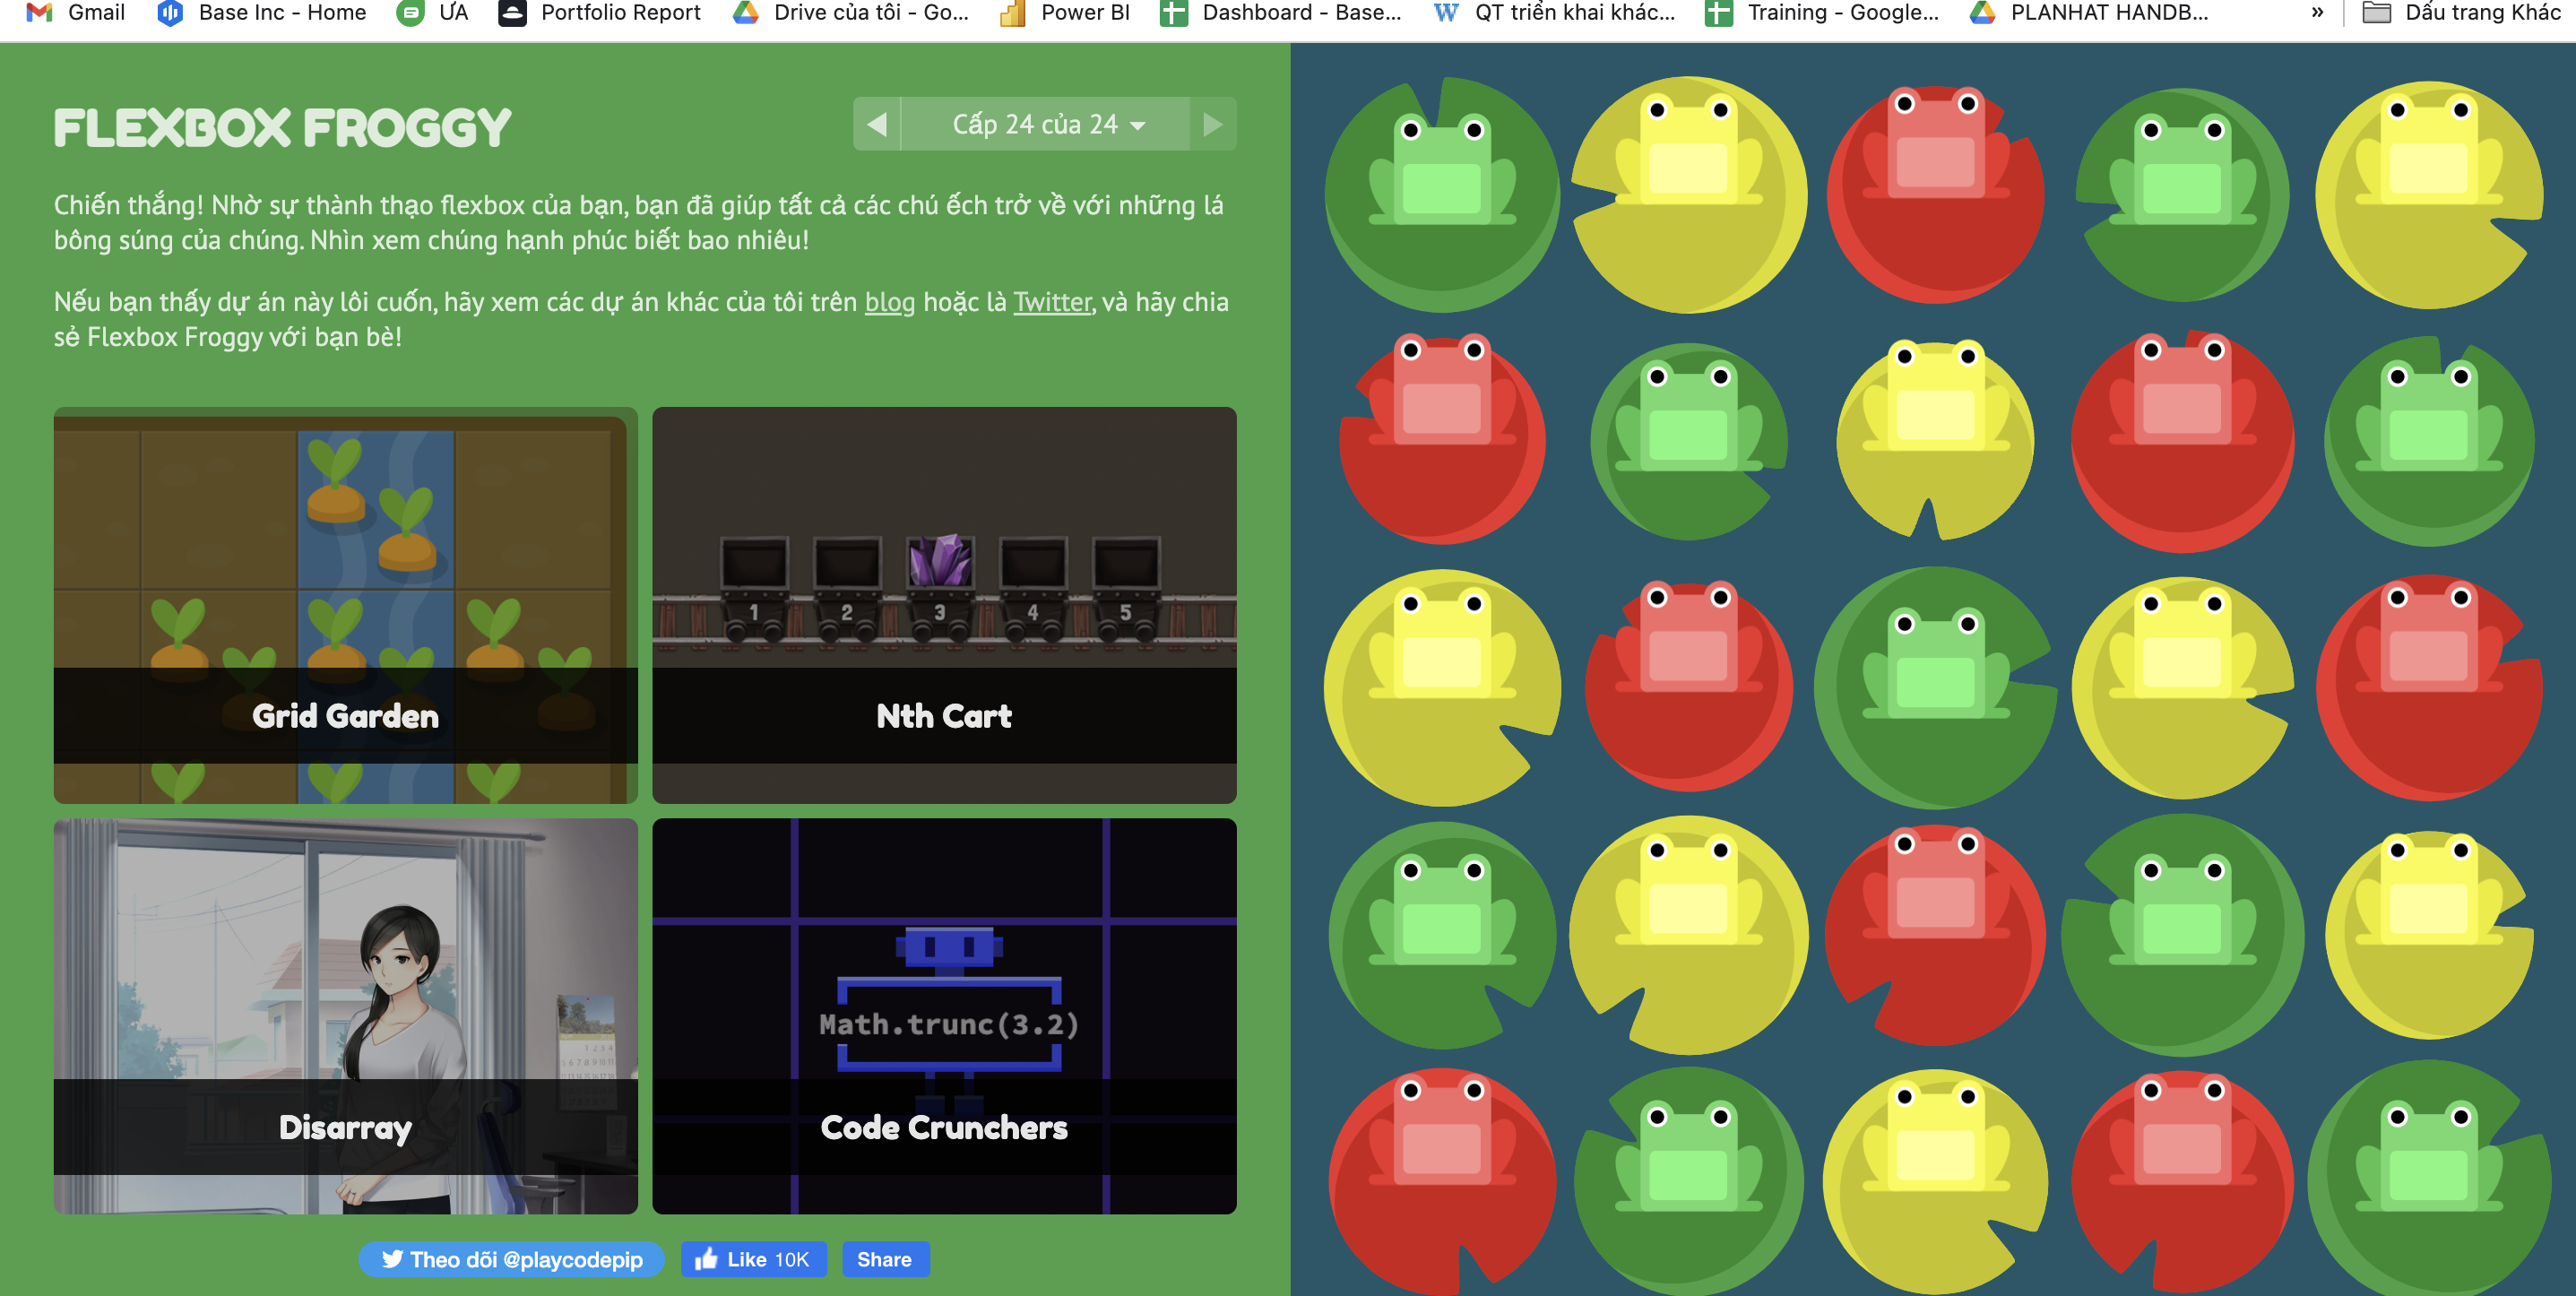 Gmail
Base Inc - Home
ƯA
Portfolio Report
Drive của tôi - Go...
Power BI
Dashboard - Base...
QT triển khai khác...
Training - Google...
PLANHAT HANDB...
»
Dấu trang Khác
FLEXBOX FROGGY
Cấp 24 của 24
Chiến thắng! Nhờ sự thành thạo flexbox của bạn, bạn đã giúp tất cả các chú ếch trở về với những lá
bông súng của chúng. Nhìn xem chúng hạnh phúc biết bao nhiêu!
Nếu bạn thấy dự án này lôi cuốn, hãy xem các dự án khác của tôi trên blog hoặc là Twitter, và hãy chia
sẻ Flexbox Froggy với bạn bè!
Grid Garden
1 2 3 4 5
Nth Cart
Disarray
Math.trunc(3.2)
Code Crunchers
Theo dõi @playcodepip
Like 10K
Share